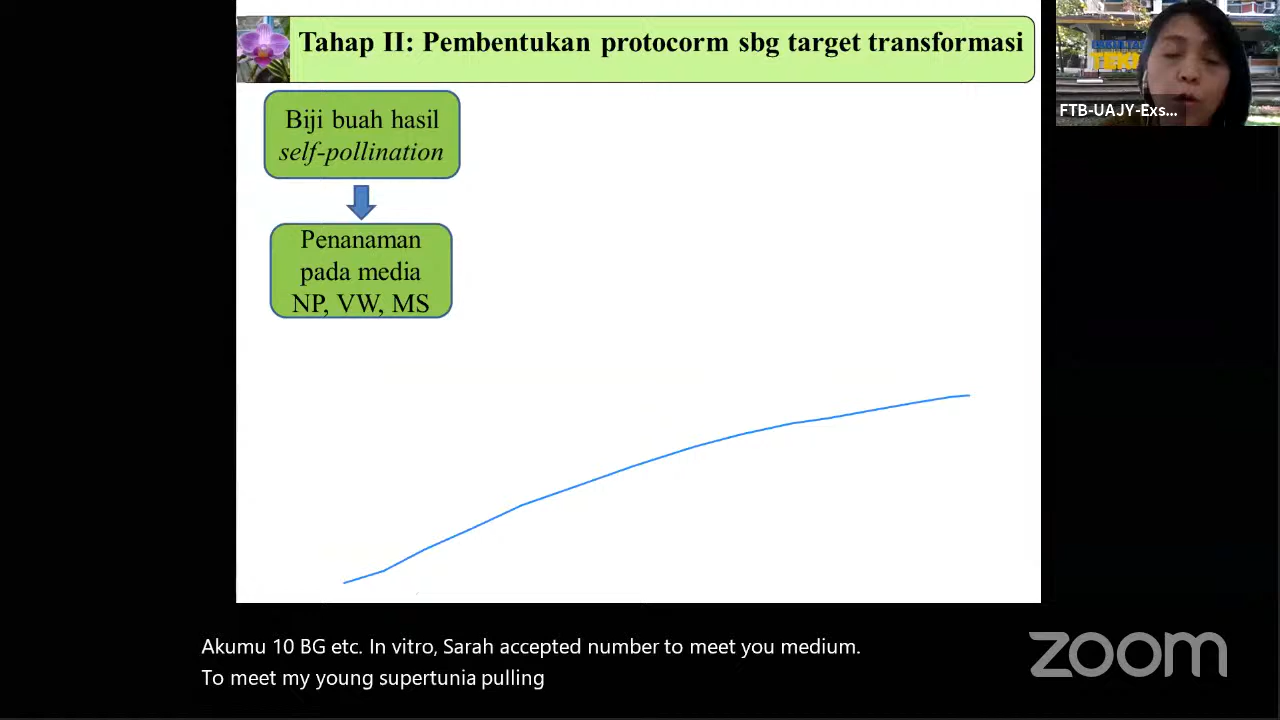 Tahap II: Pembentukan protocorm sbg target transformasi
Biji buah hasil
self-pollination
Penanaman
pada media
NP, VW, MS
FTB-UAJY-Exs...
Akumu 10 BG etc. In vitro, Sarah accepted number to meet you medium.
To meet my young supertunia pulling
zoom